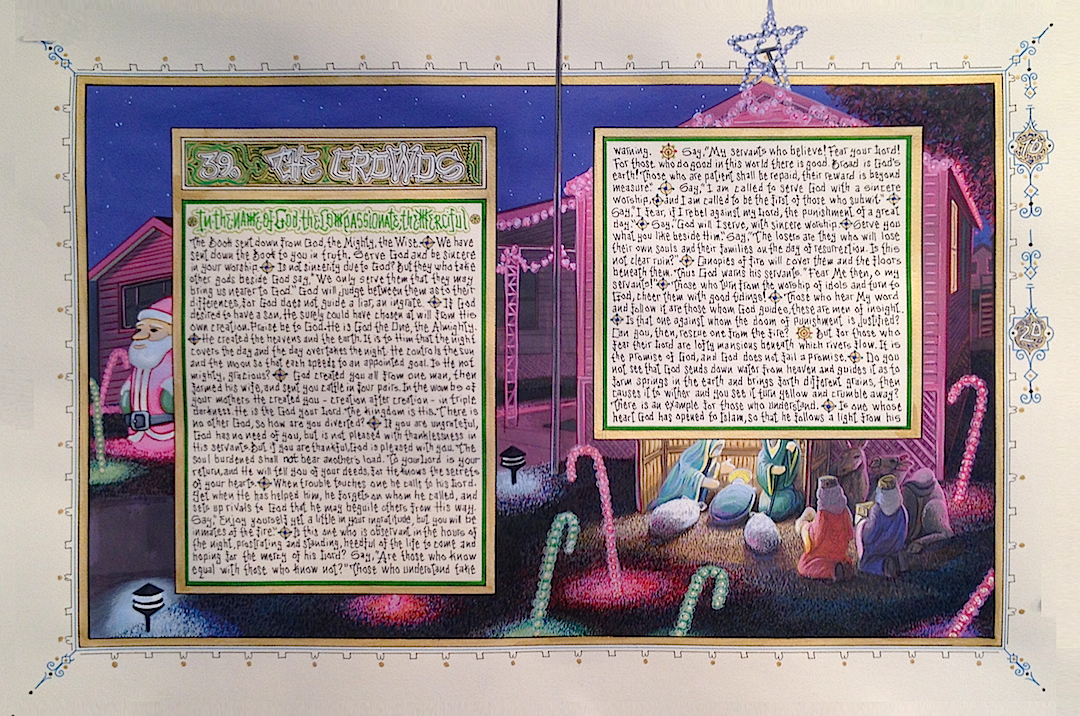 39. THE CROWDS
In the name of God, the Compassionate, the Merciful
The Book sent down from God, the Mighty, the Wise. We have
sent down the Book to you in truth. Serve God and be sincere
in your worship. Is not sincerity due to God? But they who take
other gods beside God say, "We only serve them that they may
bring us nearer to God." God will judge between them as to their
differences, for God does not guide a liar, an ingrate. If God
desired to have a son, He surely could have chosen at will from His
own creation. Praise be to God. He is God the One, the Almighty.
He created the heavens and the earth. It is to Him that the night
covers the day and the day overtakes the night. He controls the sun
and the moon so that each speeds to an appointed goal. Is He not
mighty, gracious? God created you all from one man, then
formed his wife, and sent you cattle in four pairs. In the wombs of
your mothers He created you – creation after creation – in triple
darkness. He is the God your Lord. The kingdom is His. There is
no other God, so how are you diverted? If you are ungrateful,
God has no need of you, but is not pleased with thanklessness in
His servants. But if you are thankful, God is pleased with you. The
soul burdened shall not bear another's load. To your Lord is your
return, and He will tell you of your deeds, for He knows the secrets
of your hearts. When trouble touches one he calls to his Lord.
Yet when He has helped him, he forgets on whom he called, and
sets up rivals to God that he may beguile others from His way.
Say, "Enjoy yourself yet a little in your ingratitude, but you will be
inmates of the fire." Is this one who is observant, in the hours of
the night, prostrating and standing, heedful of the life to come and
hoping for the mercy of his Lord? Say, "Are those who know
equal with those who know not?" Those who understand take
warning. Say, "My servants who believe! Fear your Lord!
For those who do good in this world there is good. Broad is God's
earth! Those who are patient shall be repaid, their reward is beyond
measure." Say, "I am called to serve God with a sincere
worship, and I am called to be the first of those who submit."
Say, "I fear, if I rebel against my Lord, the punishment of a great
day." Say, "God will I serve, with sincere worship. Serve you
what you like beside Him." Say, "The losers are they who will lose
their own souls and their families on the day of resurrection. Is this
not clear ruin?" Canopies of fire will cover them and the floors
beneath them. Thus God warns his servants. "Fear Me then, o my
servants!" Those who turn from the worship of idols and turn to
God, cheer them with good tidings! Those who hear My word
and follow it are those whom God guides, these are men of insight.
Is that one against whom the doom of punishment is justified?
Can you, then, rescue one from the fire? But for those who
fear their Lord are lofty mansions beneath which rivers flow. It is
the promise of God, and God does not fail a promise. Do you
not see that God sends down water from heaven and guides it as to
form springs in the earth and brings forth different grains, then
causes it to wither and you see it turn yellow and crumble away?
There is an example for those who understand. Is one whose
heart God has opened to Islam, so that he follows a light from his